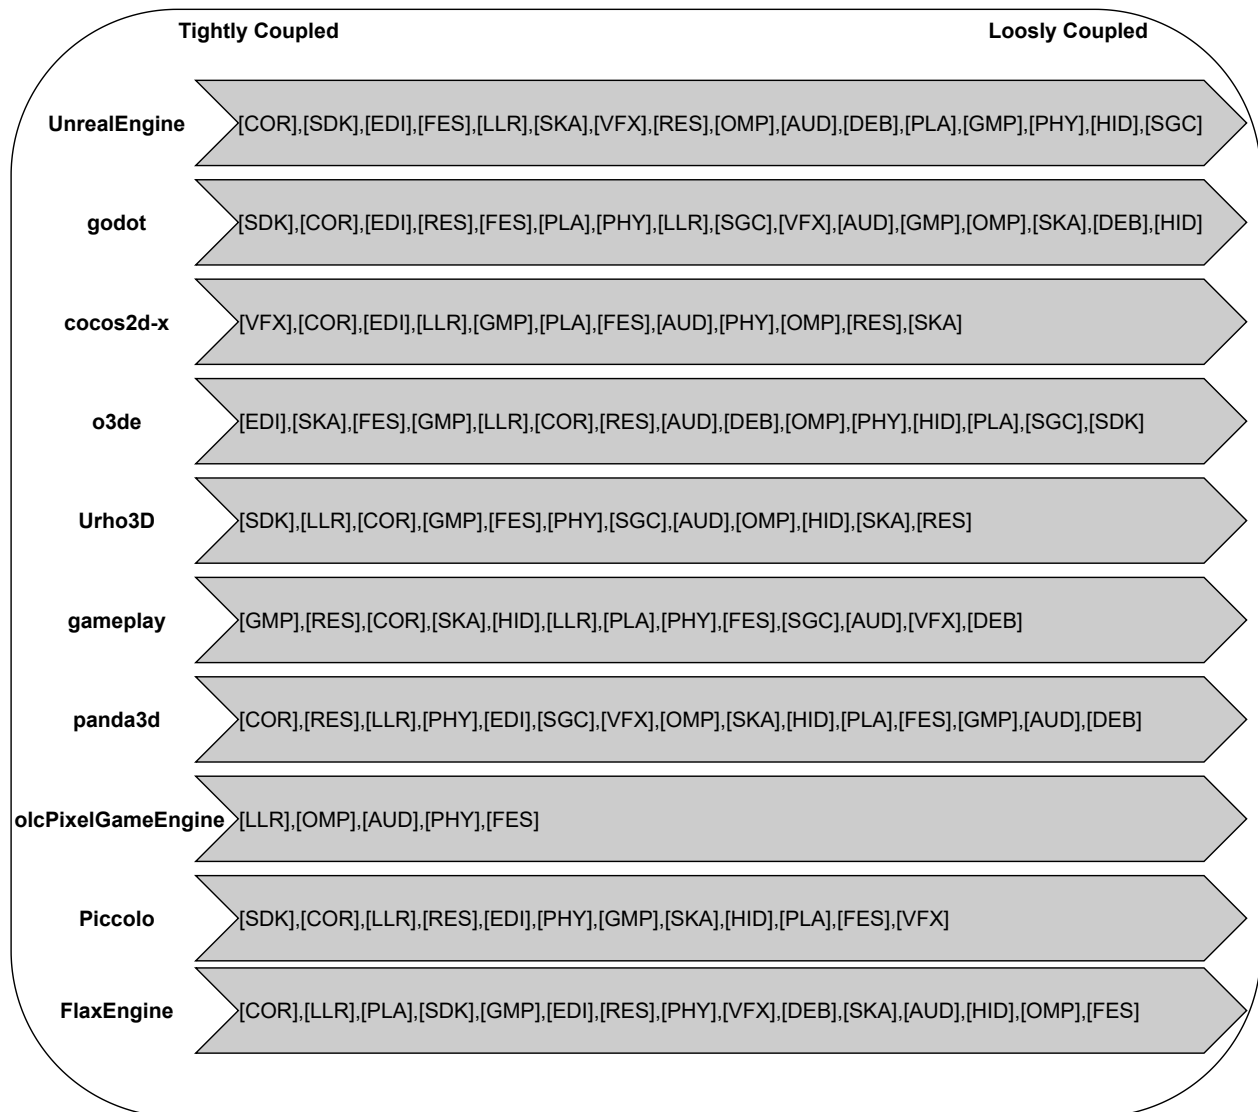 Tightly Coupled Loosly Coupled
UnrealEngine [COR],[SDK],[EDI],[FES],[LLR],[SKA],[VFX],[RES],[OMP],[AUD],[DEB],[PLA],[GMP],[PHY],[HID],[SGC]
godot [SDK],[COR],[EDI],[RES],[FES],[PLA],[PHY],[LLR],[SGC],[VFX],[AUD],[GMP],[OMP],[SKA],[DEB],[HID]
cocos2d-x [VFX],[COR],[EDI],[LLR],[GMP],[PLA],[FES],[AUD],[PHY],[OMP],[RES],[SKA]
o3de [EDI],[SKA],[FES],[GMP],[LLR],[COR],[RES],[AUD],[DEB],[OMP],[PHY],[HID],[PLA],[SGC],[SDK]
Urho3D [SDK],[LLR],[COR],[GMP],[FES],[PHY],[SGC],[AUD],[OMP],[HID],[SKA],[RES]
gameplay [GMP],[RES],[COR],[SKA],[HID],[LLR],[PLA],[PHY],[FES],[SGC],[AUD],[VFX],[DEB]
panda3d [COR],[RES],[LLR],[PHY],[EDI],[SGC],[VFX],[OMP],[SKA],[HID],[PLA],[FES],[GMP],[AUD],[DEB]
olcPixelGameEngine [LLR],[OMP],[AUD],[PHY],[FES]
Piccolo [SDK],[COR],[LLR],[RES],[EDI],[PHY],[GMP],[SKA],[HID],[PLA],[FES],[VFX]
FlaxEngine [COR],[LLR],[PLA],[SDK],[GMP],[EDI],[RES],[PHY],[VFX],[DEB],[SKA],[AUD],[HID],[OMP],[FES]